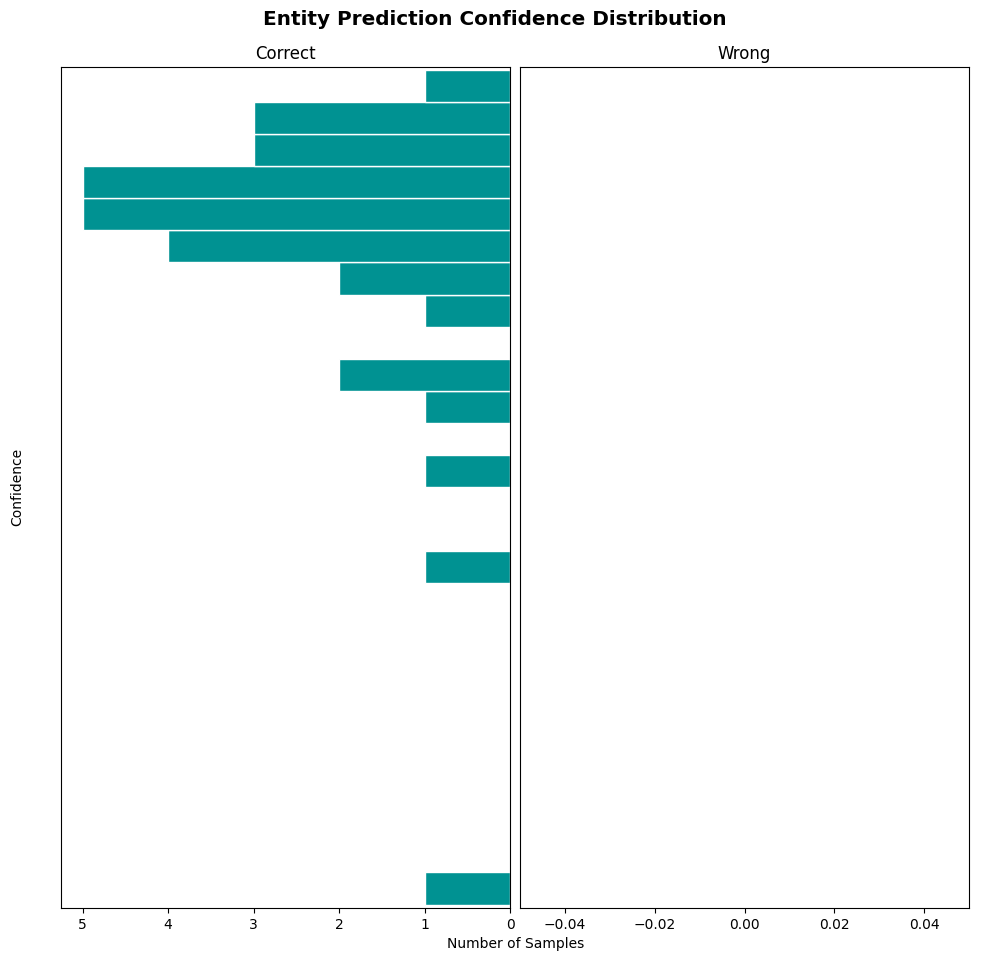 Entity Prediction Confidence Distribution
Correct
Wrong
Confidence
5 4 3 2 1 0
−0.04 −0.02 0.00 0.02 0.04
Number of Samples